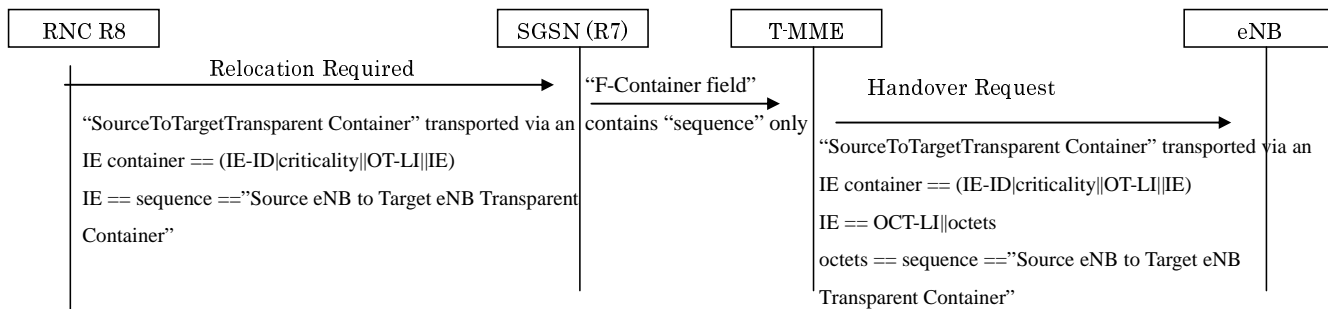 RNC R8
SGSN (R7)
T-MME
eNB
Relocation Required
“F-Container field”
contains “sequence” only
Handover Request
“SourceToTargetTransparent Container” transported via an
IE container == (IE-ID|criticality||OT-LI||IE)
IE == sequence ==”Source eNB to Target eNB Transparent
Container”
“SourceToTargetTransparent Container” transported via an
IE container == (IE-ID|criticality||OT-LI||IE)
IE == OCT-LI||octets
octets == sequence ==”Source eNB to Target eNB
Transparent Container”